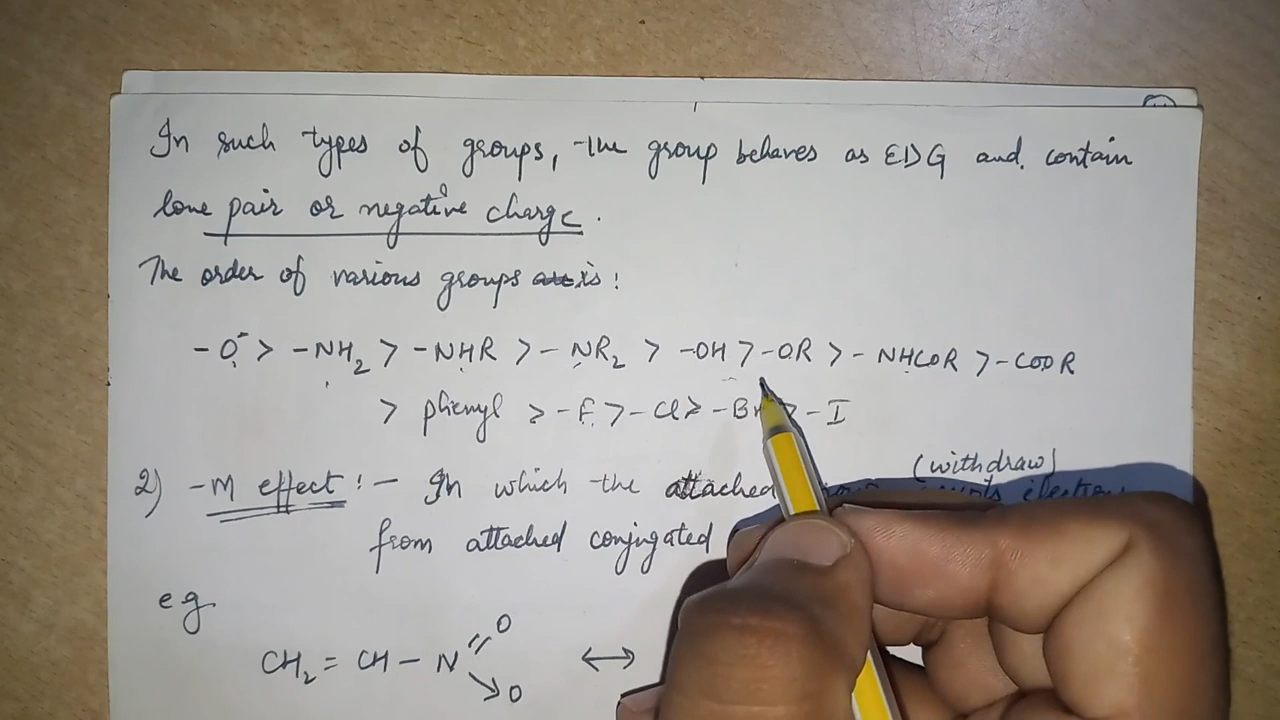 In such types of groups, the group behaves as EDG and contain
lone pair or negative charge.
The order of various groups is :
-O⁻ > -NH₂ > -NHR > -NR₂ > -OH > -OR > - NHCOR > -COOR
> phenyl > -F > -Cl > -Br > - I
2) -M effect : - In which the attached (withdraw)
from attached conjugated
eg
CH₂ = CH - N =O ↔
→O